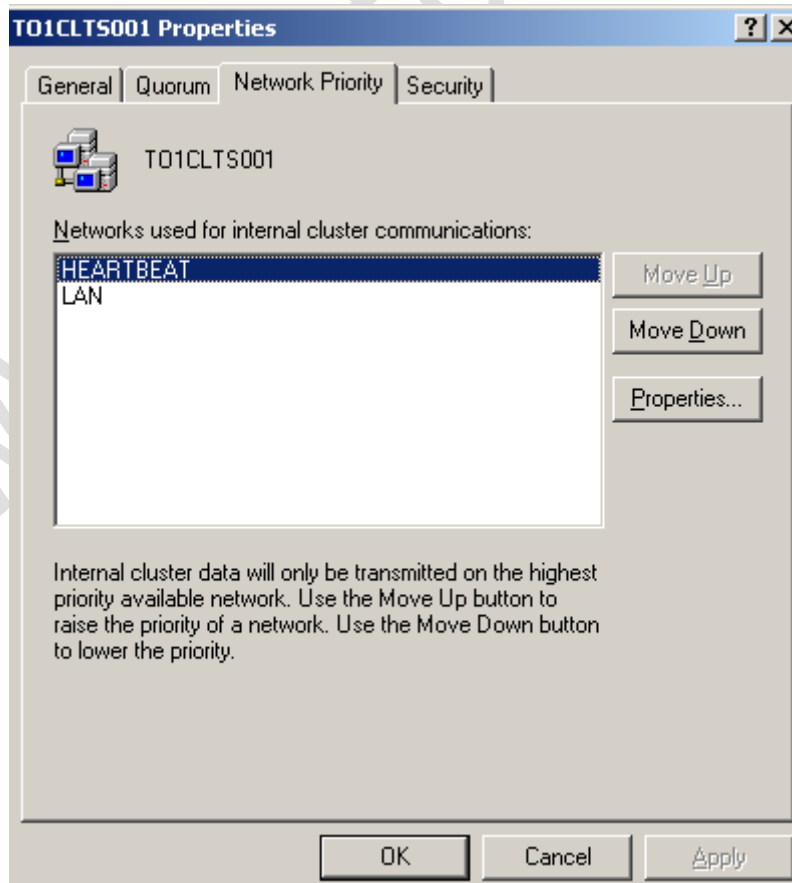 TO1CLTS001 Properties
General
Quorum
Network Priority
Security
TO1CLTS001
Networks used for internal cluster communications:
HEARTBEAT
LAN
Move Up
Move Down
Properties...
Internal cluster data will only be transmitted on the highest
priority available network. Use the Move Up button to
raise the priority of a network. Use the Move Down button
to lower the priority.
OK
Cancel
Apply